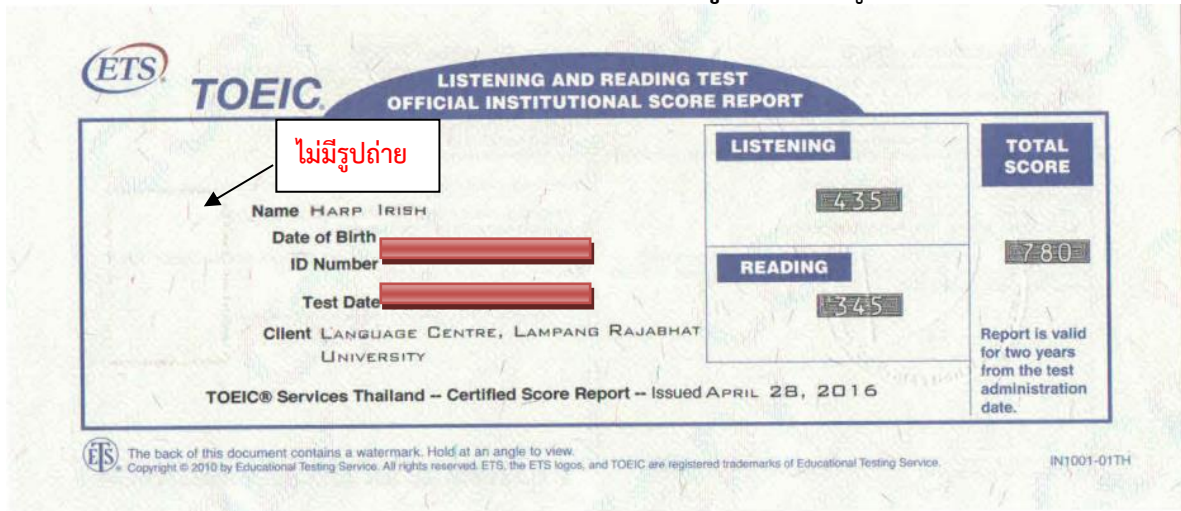 ETS
TOEIC
LISTENING AND READING TEST
OFFICIAL INSTITUTIONAL SCORE REPORT
ไม่มีรูปถ่าย
LISTENING
435
TOTAL
SCORE
780
Name HARP IRISH
Date of Birth
ID Number
READING
345
Test Date
Client LANGUAGE CENTRE, LAMPANG RAJABHAT
UNIVERSITY
Report is valid
for two years
from the test
administration
date.
TOEIC® Services Thailand -- Certified Score Report -- Issued APRIL 28, 2016
ETS
The back of this document contains a watermark. Hold at an angle to view.
Copyright © 2010 by Educational Testing Service. All rights reserved. ETS, the ETS logos, and TOEIC are registered trademarks of Educational Testing Service.
IN1001-01TH